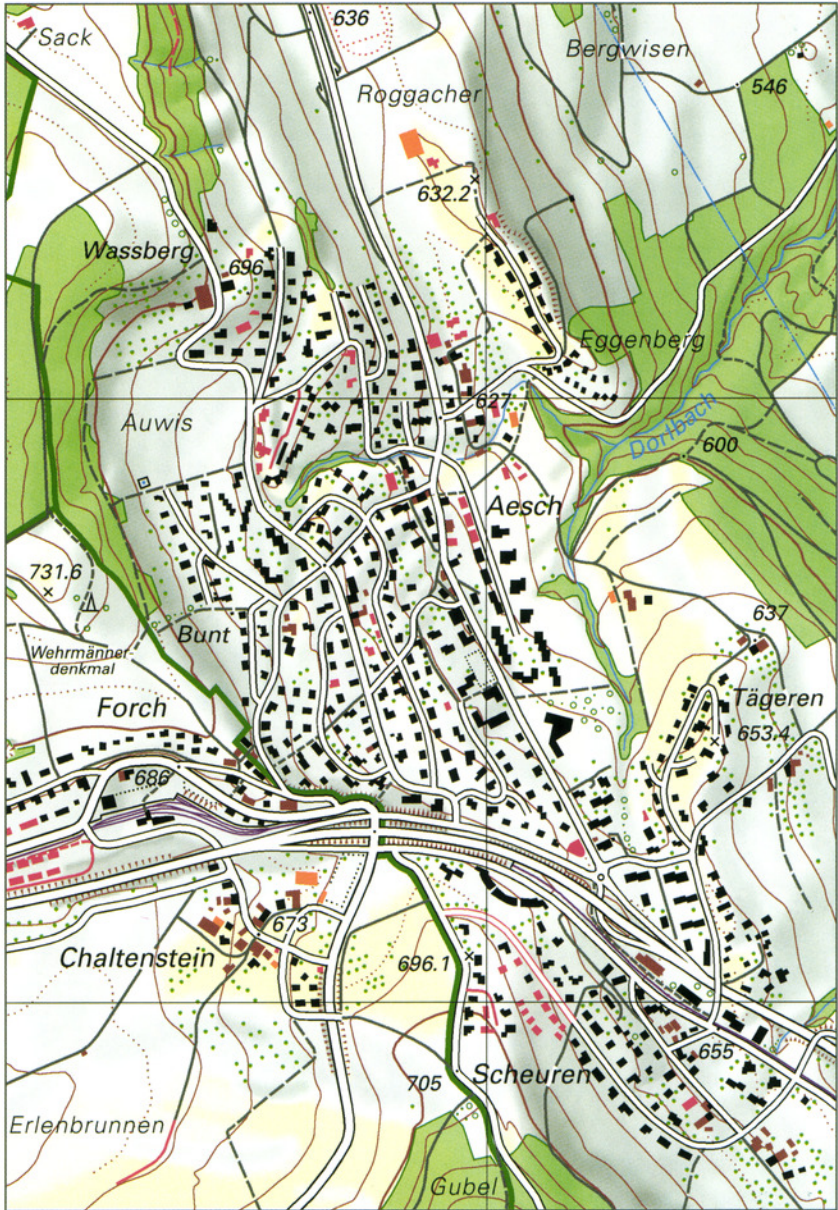 636
Sack
Bergwisen
546
Roggacher
632.2
Wassberg
696
Eggenberg
627
Auwis
Dorfbach
600
Aesch
731.6
637
Bunt
Wehrmänner
denkmal
Tägeren
Forch
653.4
686
673
Chaltenstein
696.1
655
Scheuren
705
Erlenbrunnen
Gubel